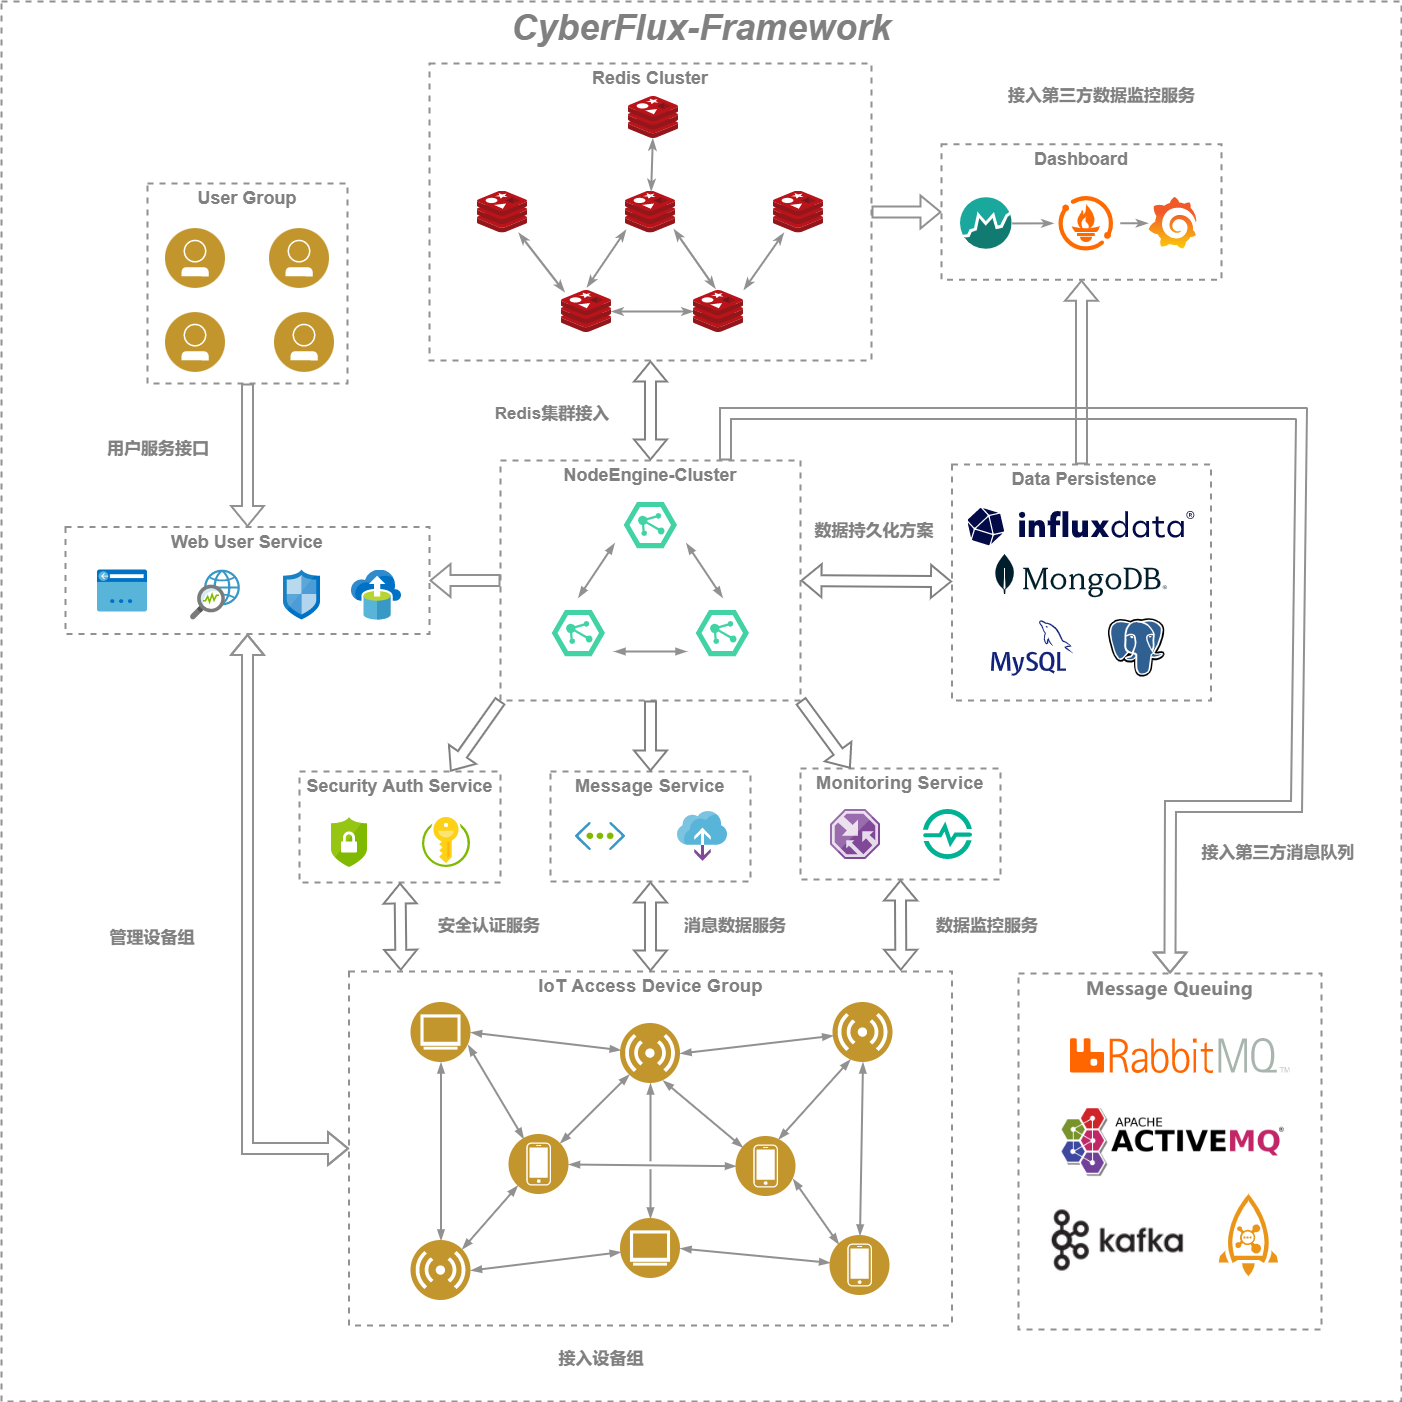 CyberFlux-Framework
Redis Cluster
接入第三方数据监控服务
Dashboard
User Group
Redis集群接入
用户服务接口
NodeEngine-Cluster
Data Persistence
influxdata®
数据持久化方案
Web User Service
MongoDB®
MySQL
Security Auth Service
Message Service
Monitoring Service
接入第三方消息队列
安全认证服务
消息数据服务
数据监控服务
管理设备组
IoT Access Device Group
Message Queuing
RabbitMQ™
APACHE
ACTIVEMQ®
kafka
接入设备组